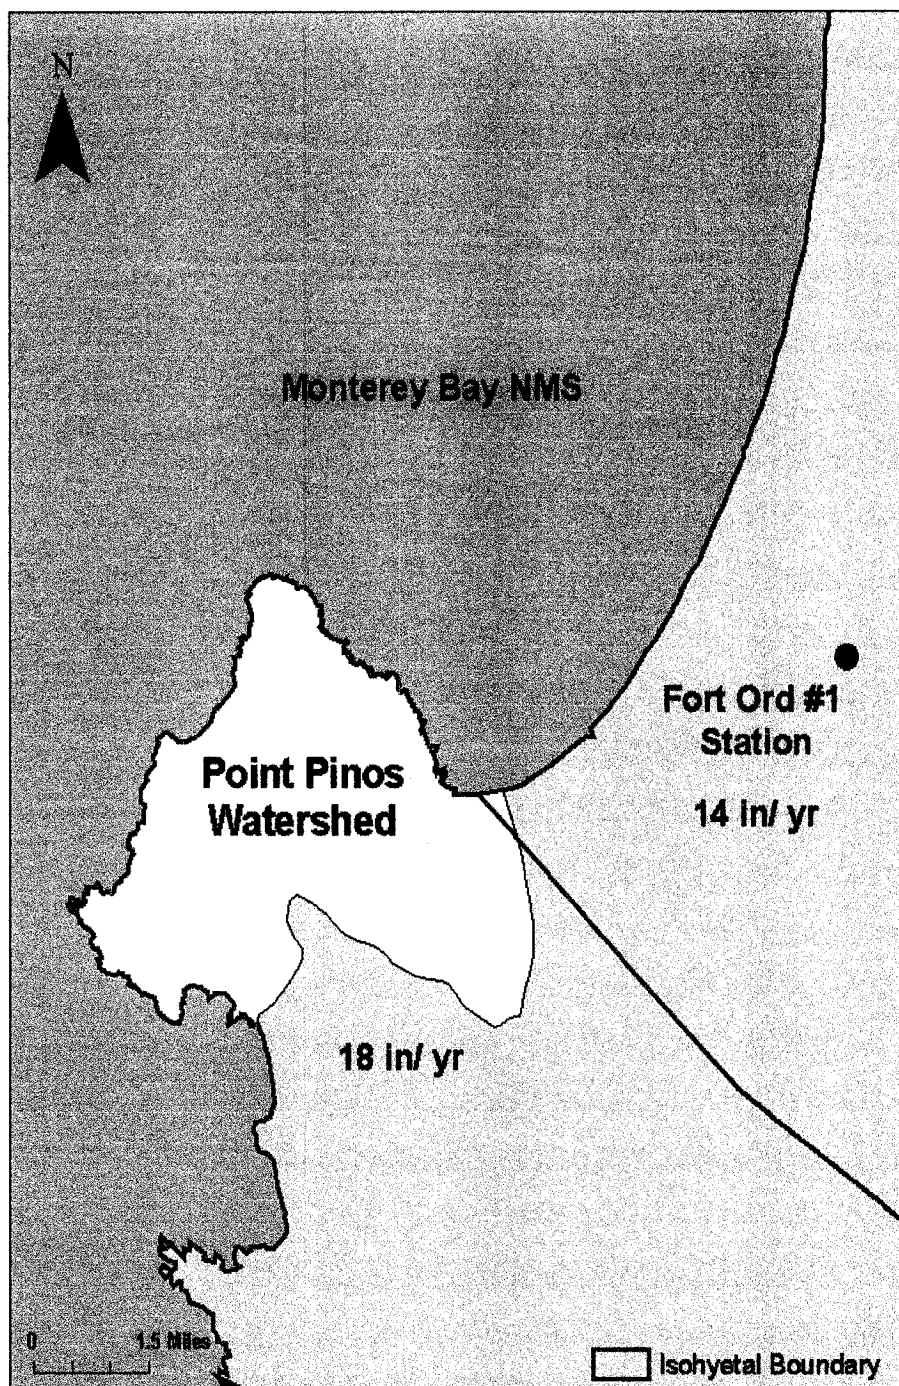 N
Monterey Bay NMS
Fort Ord #1
Station
Point Pinos
Watershed
14 in/ yr
18 in/ yr
0 1.5 Miles
Isohyetal Boundary